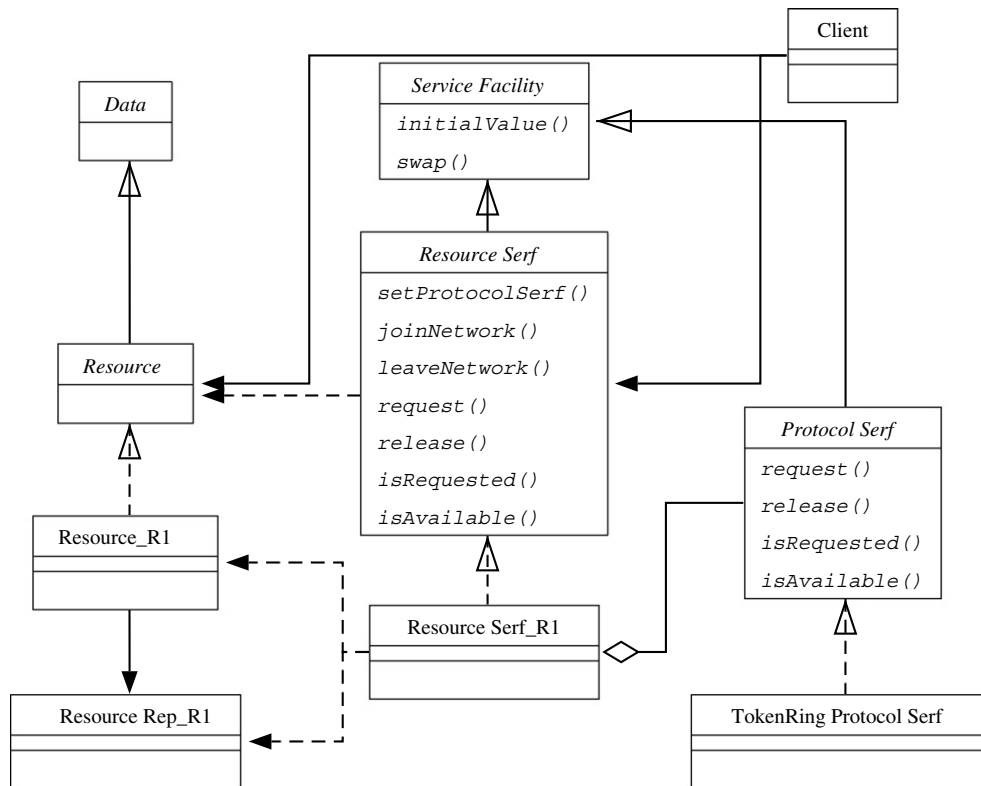 Client
Data
Service Facility
initialValue()
swap()
Resource Serf
setProtocolSerf()
joinNetwork()
leaveNetwork()
request()
release()
isRequested()
isAvailable()
Resource
Protocol Serf
request()
release()
isRequested()
isAvailable()
Resource_R1
Resource Serf_R1
Resource Rep_R1
TokenRing Protocol Serf